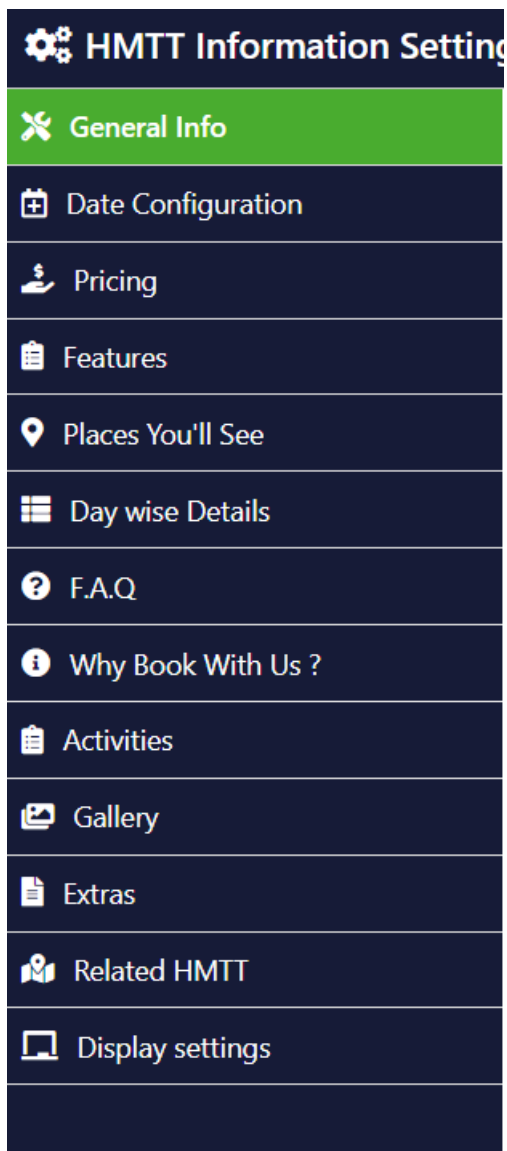 HMTT Information Setting
General Info
Date Configuration
Pricing
Features
Places You'll See
Day wise Details
F.A.Q
Why Book With Us ?
Activities
Gallery
Extras
Related HMTT
Display settings